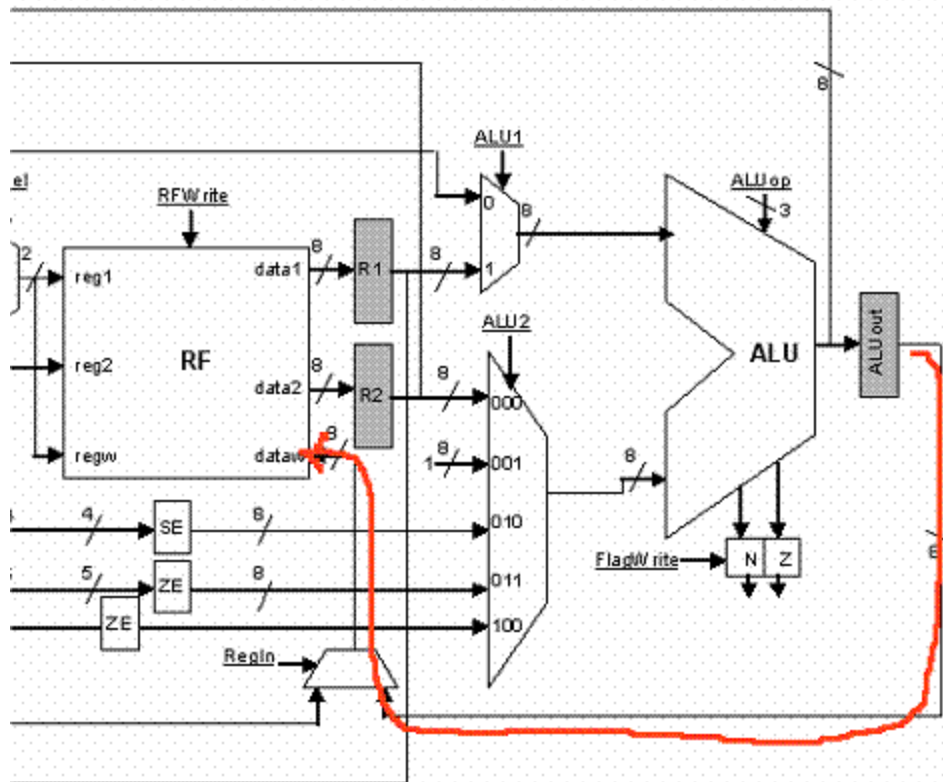 8
ALU1
el
RFWrite
ALUop
3
0
8
2
reg1
data1
8
R1
8
1
ALU2
RF
ALU
ALUout
reg2
data2
8
R2
8
000
regw
dataw
8
8
1
001
8
4
SE
8
010
N
Z
FlagWrite
5
ZE
8
011
ZE
100
RegIn